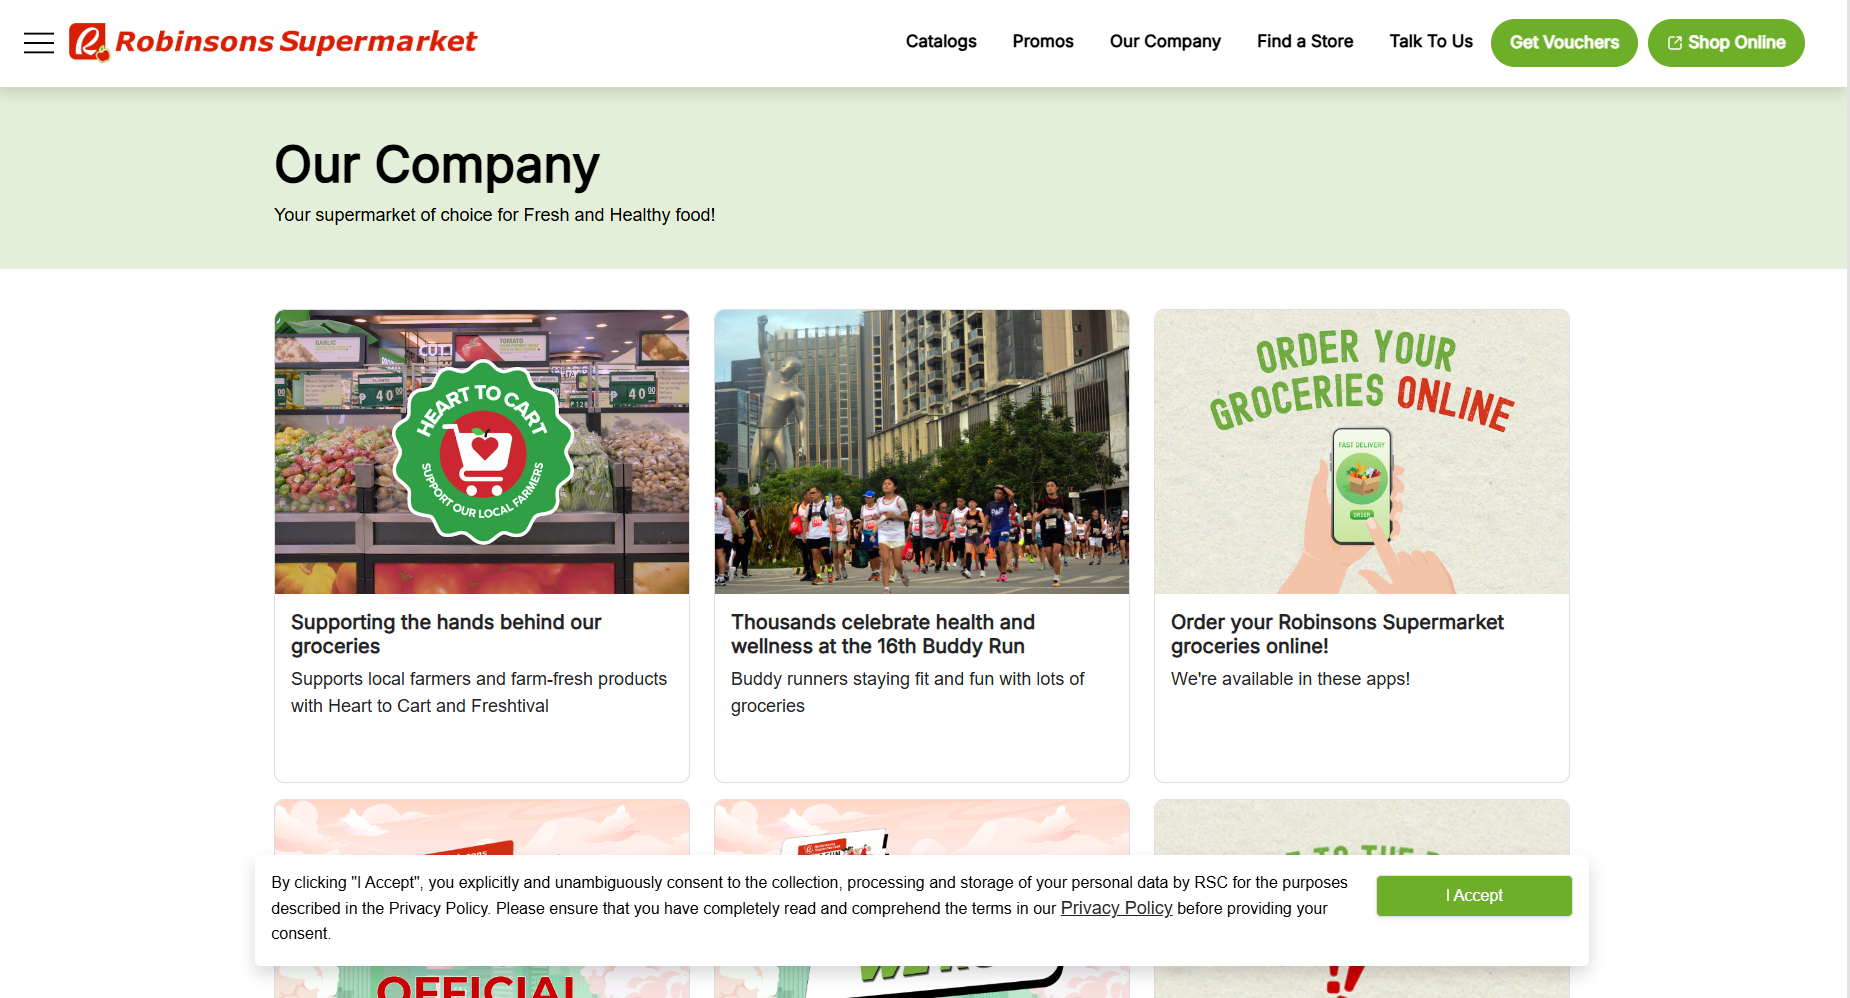 Robinsons Supermarket
Catalogs
Promos
Our Company
Find a Store
Talk To Us
Get Vouchers
Shop Online
Our Company
Your supermarket of choice for Fresh and Healthy food!
GARLIC
TOMATO
40 00
40 00
HEART TO CART
SUPPORT OUR LOCAL FARMERS
ORDER YOUR
GROCERIES ONLINE
FAST DELIVERY
ORDER
Supporting the hands behind our
groceries
Supports local farmers and farm-fresh products
with Heart to Cart and Freshtival
Thousands celebrate health and
wellness at the 16th Buddy Run
Buddy runners staying fit and fun with lots of
groceries
Order your Robinsons Supermarket
groceries online!
We're available in these apps!
By clicking "I Accept", you explicitly and unambiguously consent to the collection, processing and storage of your personal data by RSC for the purposes
described in the Privacy Policy. Please ensure that you have completely read and comprehend the terms in our Privacy Policy before providing your
consent.
I Accept
OFFICIAL